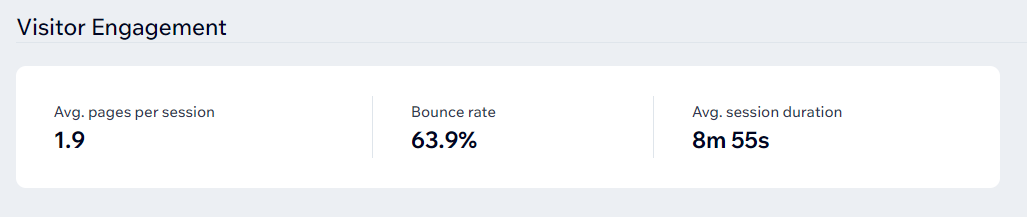 Visitor Engagement
Avg. pages per session
1.9
Bounce rate
63.9%
Avg. session duration
8m 55s